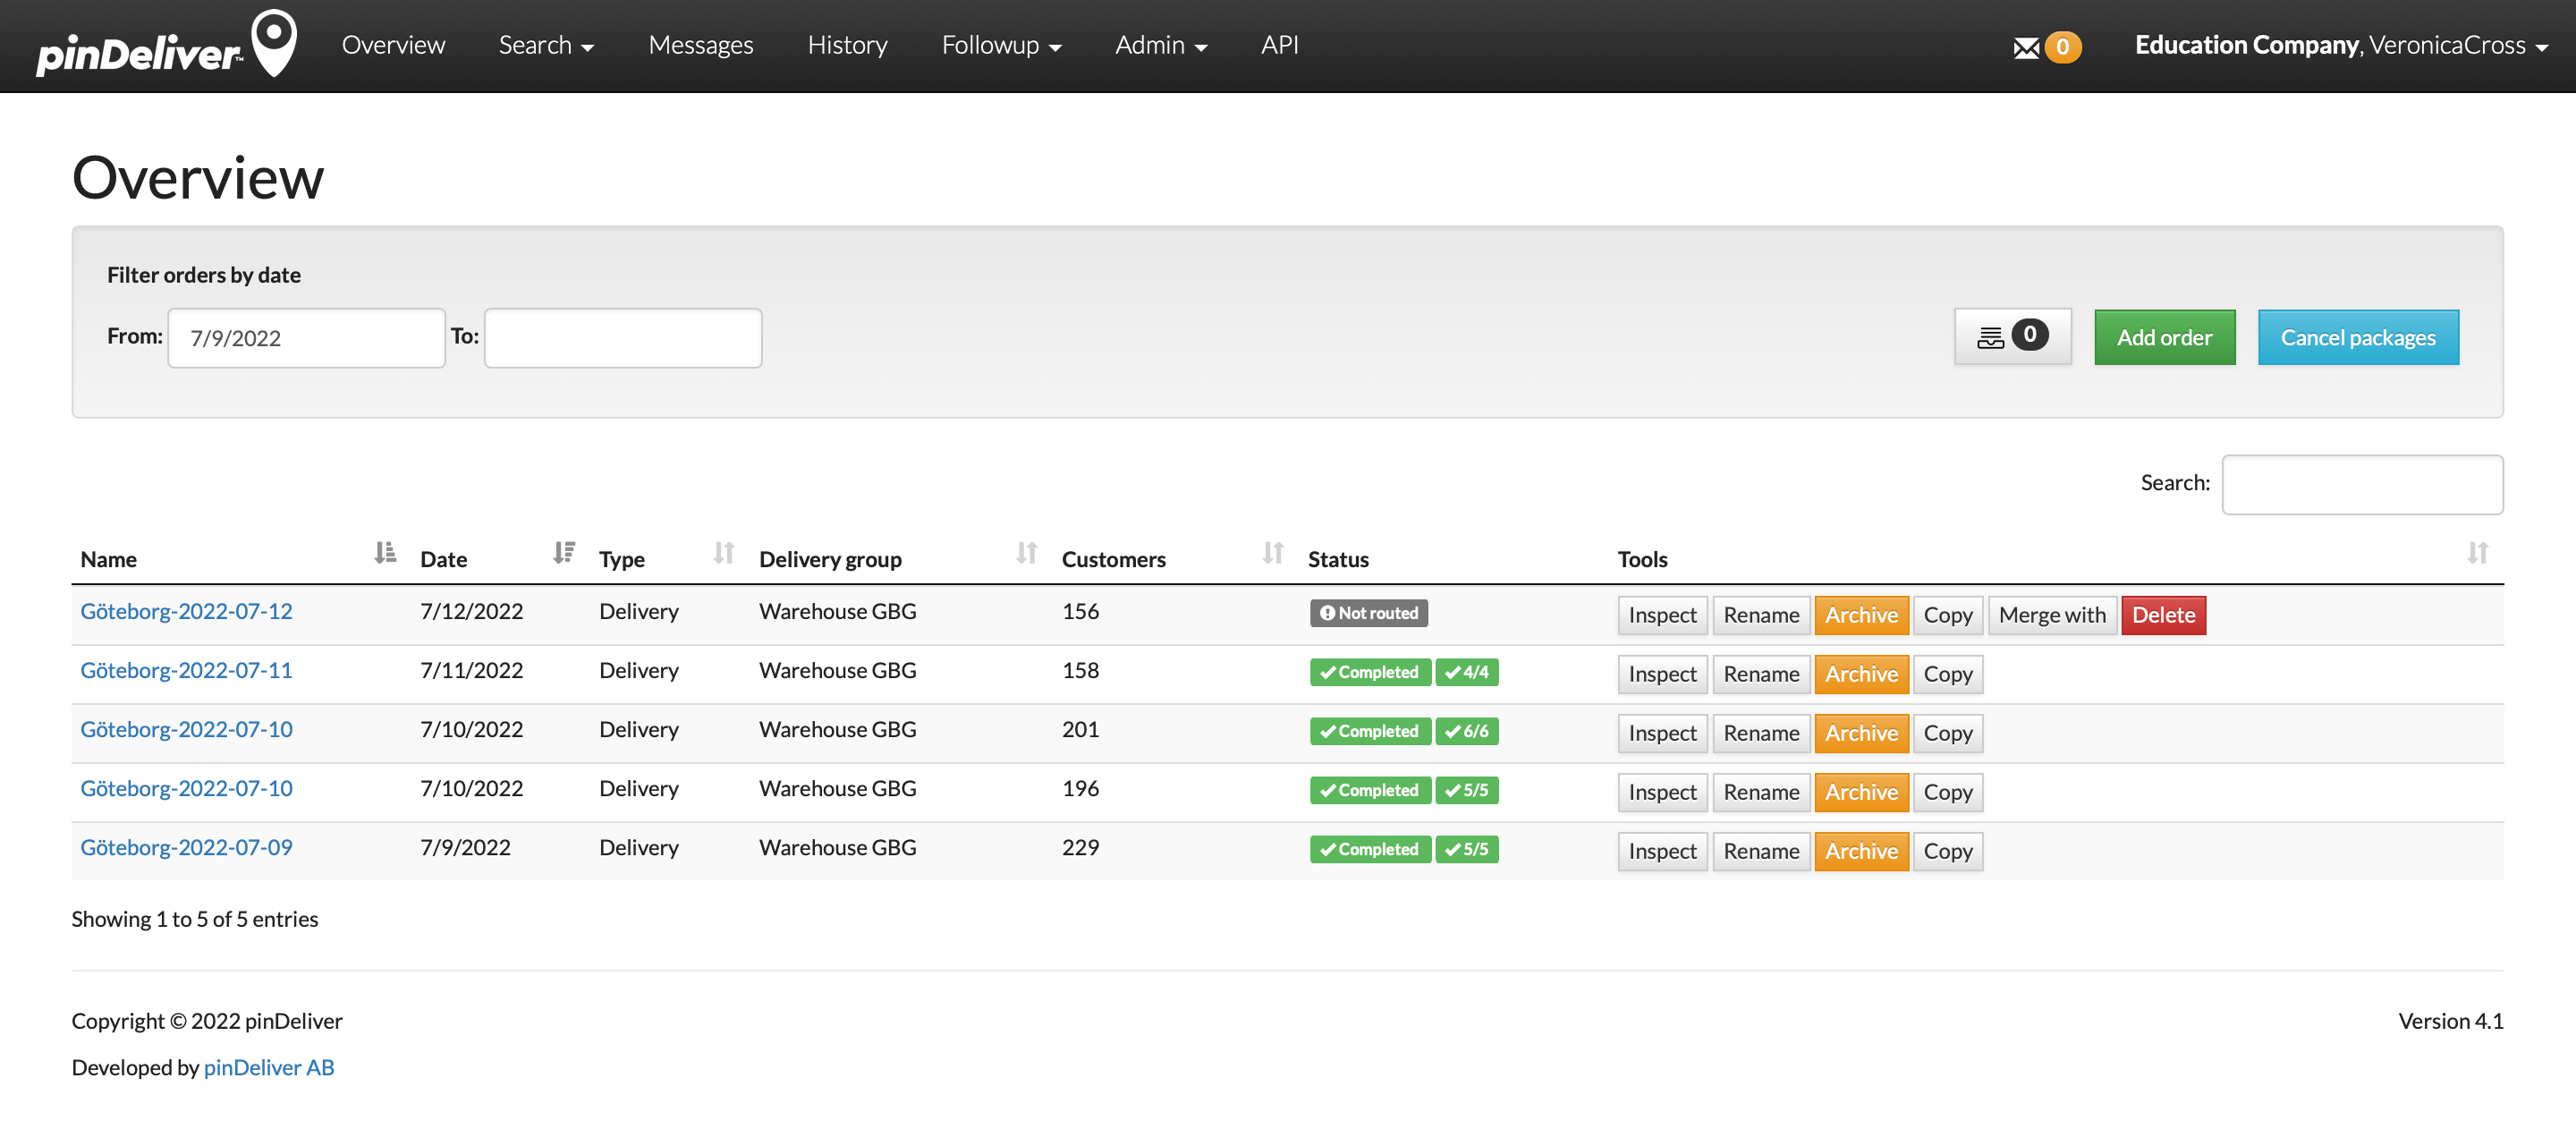 pinDeliver™ Overview Search Messages History Followup Admin API 0 Education Company, VeronicaCross
Overview
Filter orders by date
From: 7/9/2022 To: 0 Add order Cancel packages
Search:
Name Date Type Delivery group Customers Status Tools
Göteborg-2022-07-12 7/12/2022 Delivery Warehouse GBG 156 Not routed Inspect Rename Archive Copy Merge with Delete
Göteborg-2022-07-11 7/11/2022 Delivery Warehouse GBG 158 Completed 4/4 Inspect Rename Archive Copy
Göteborg-2022-07-10 7/10/2022 Delivery Warehouse GBG 201 Completed 6/6 Inspect Rename Archive Copy
Göteborg-2022-07-10 7/10/2022 Delivery Warehouse GBG 196 Completed 5/5 Inspect Rename Archive Copy
Göteborg-2022-07-09 7/9/2022 Delivery Warehouse GBG 229 Completed 5/5 Inspect Rename Archive Copy
Showing 1 to 5 of 5 entries
Copyright © 2022 pinDeliver Version 4.1
Developed by pinDeliver AB